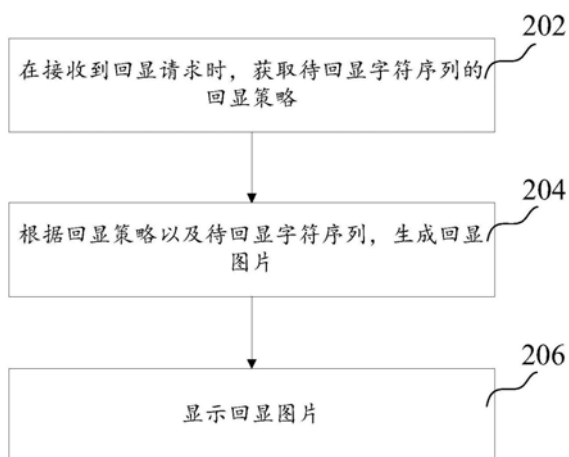 202
在接收到回显请求时，获取待回显字符序列的
回显策略
204
根据回显策略以及待回显字符序列，生成回显
图片
206
显示回显图片